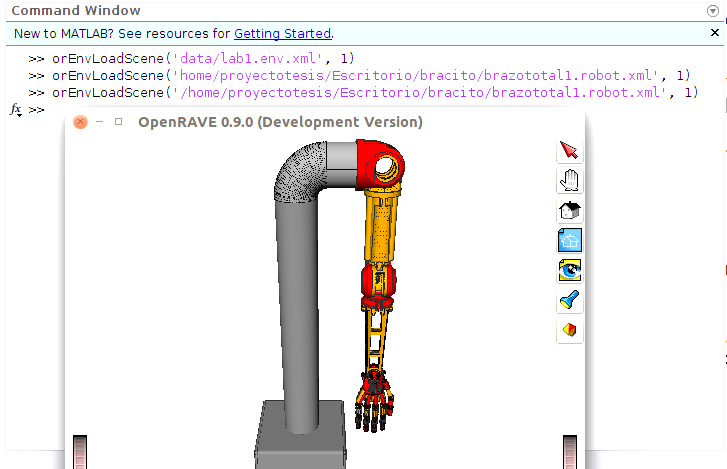 Command Window
New to MATLAB? See resources for Getting Started.
>> orEnvLoadScene('data/lab1.env.xml', 1)
>> orEnvLoadScene('home/proyectotesis/Escritorio/bracito/brazototal1.robot.xml', 1)
>> orEnvLoadScene('/home/proyectotesis/Escritorio/bracito/brazototal1.robot.xml', 1)
fx >>
OpenRAVE 0.9.0 (Development Version)